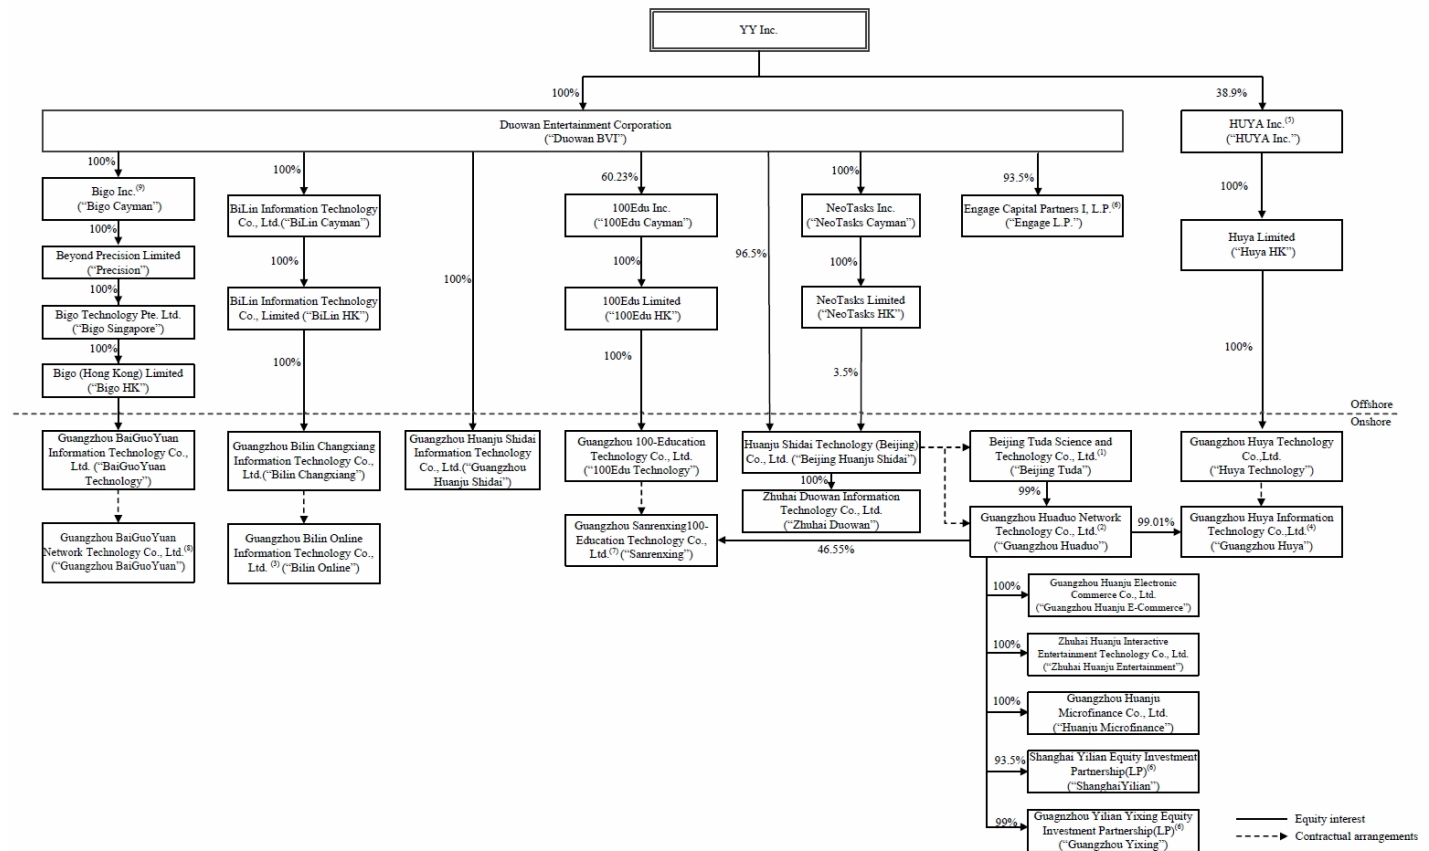 YY Inc.
100%
38.9%
Duowan Entertainment Corporation
(“Duowan BVI”)
HUYA Inc.(5)
(“HUYA Inc.”)
100%
100%
60.23%
100%
93.5%
100%
Bigo Inc.(9)
(“Bigo Cayman”)
BiLin Information Technology
Co., Ltd.(“BiLin Cayman”)
100Edu Inc.
(“100Edu Cayman”)
NeoTasks Inc.
(“NeoTasks Cayman”)
Engage Capital Partners I, L.P.(6)
(“Engage L.P.”)
Huya Limited
(“Huya HK”)
100%
Beyond Precision Limited
(“Precision”)
100%
100%
100%
100%
96.5%
100%
BiLin Information Technology
Co., Limited (“BiLin HK”)
100Edu Limited
(“100Edu HK”)
NeoTasks Limited
(“NeoTasks HK”)
Bigo Technology Pte. Ltd.
(“Bigo Singapore”)
100%
100%
100%
3.5%
100%
Bigo (Hong Kong) Limited
(“Bigo HK”)
Offshore
Onshore
Guangzhou BaiGuoYuan
Information Technology Co.,
Ltd. (“BaiGuoYuan
Technology”)
Guangzhou Bilin Changxiang
Information Technology Co.,
Ltd.(“Bilin Changxiang”)
Guangzhou Huanju Shidai
Information Technology
Co., Ltd.(“Guangzhou
Huanju Shidai”)
Guangzhou 100-Education
Technology Co., Ltd.
(“100Edu Technology”)
Huanju Shidai Technology (Beijing)
Co., Ltd. (“Beijing Huanju Shidai”)
Beijing Tuda Science and
Technology Co., Ltd.(1)
(“Beijing Tuda”)
Guangzhou Huya Technology
Co.,Ltd.
(“Huya Technology”)
100%
99%
Zhuhai Duowan Information
Technology Co., Ltd.
(“Zhuhai Duowan”)
Guangzhou BaiGuoYuan
Network Technology Co., Ltd.(8)
(“Guangzhou BaiGuoYuan”)
Guangzhou Bilin Online
Information Technology Co.,
Ltd. (3) (“Bilin Online”)
Guangzhou Sanrenxing100-
Education Technology Co.,
Ltd.(7) (“Sanrenxing”)
46.55%
Guangzhou Huaduo Network
Technology Co., Ltd.(2)
(“Guangzhou Huaduo”)
99.01%
Guangzhou Huya Information
Technology Co.,Ltd.(4)
(“Guangzhou Huya”)
100%
Guangzhou Huanju Electronic
Commerce Co., Ltd.
(“Guangzhou Huanju E-Commerce”)
100%
Zhuhai Huanju Interactive
Entertainment Technology Co., Ltd.
(“Zhuhai Huanju Entertainment”)
100%
Guangzhou Huanju
Microfinance Co., Ltd.
(“Huanju Microfinance”)
93.5%
Shanghai Yilian Equity Investment
Partnership(LP)(6)
(“ShanghaiYilian”)
99%
Guagnzhou Yilian Yixing Equity
Investment Partnership(LP)(6)
(“Guangzhou Yixing”)
Equity interest
Contractual arrangements